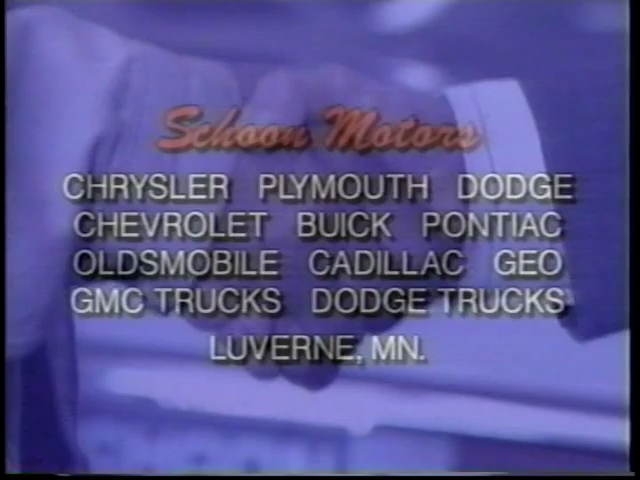 Schoon Motors
CHRYSLER PLYMOUTH DODGE
CHEVROLET BUICK PONTIAC
OLDSMOBILE CADILLAC GEO
GMC TRUCKS DODGE TRUCKS
LUVERNE, MN.